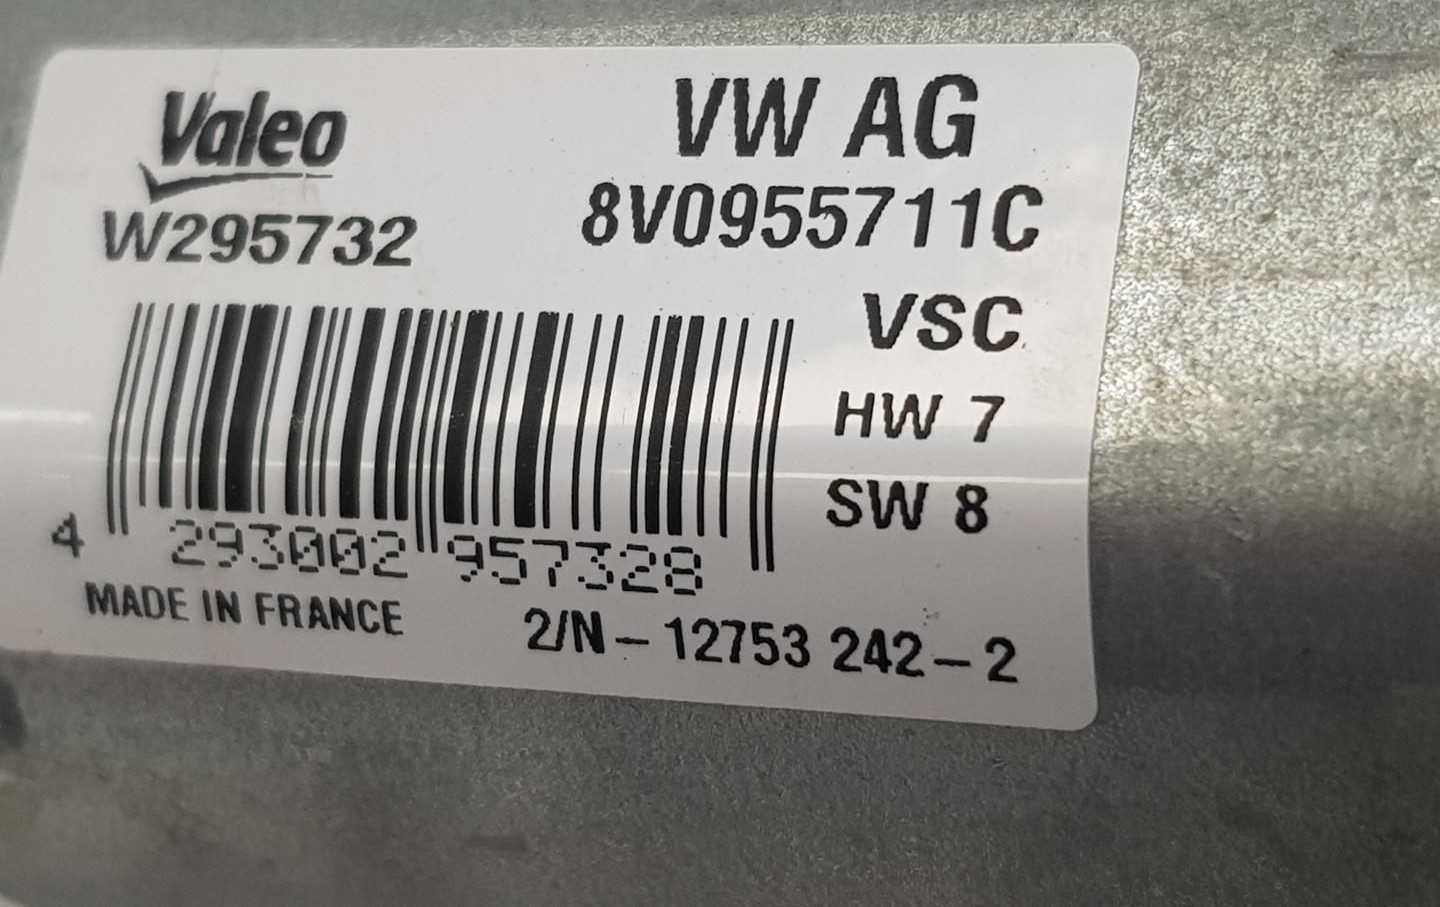 Valeo
VW AG
W295732
8V0955711C
VSC
HW 7
SW 8
4 293002 957328
MADE IN FRANCE
2/N - 12753 242 - 2